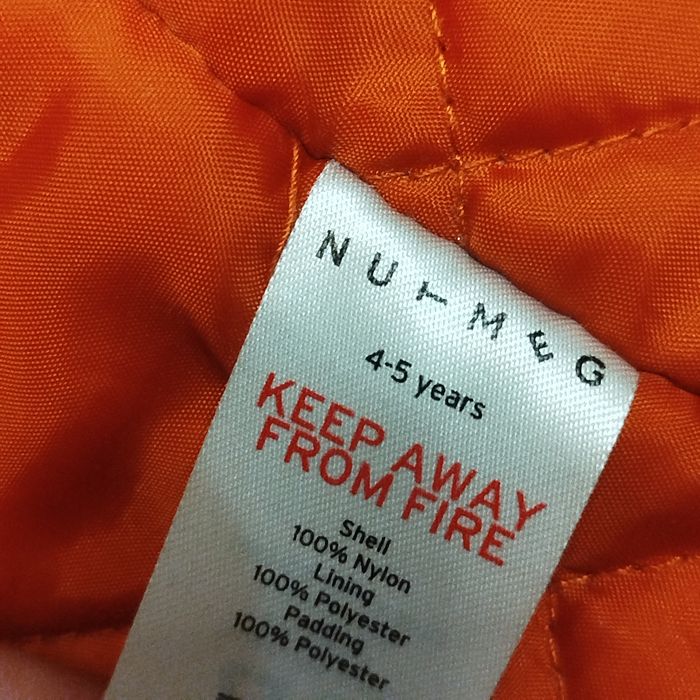 NUTMEG
4-5 years
KEEP AWAY
FROM FIRE
Shell
100% Nylon
Lining
100% Polyester
Padding
100% Polyester